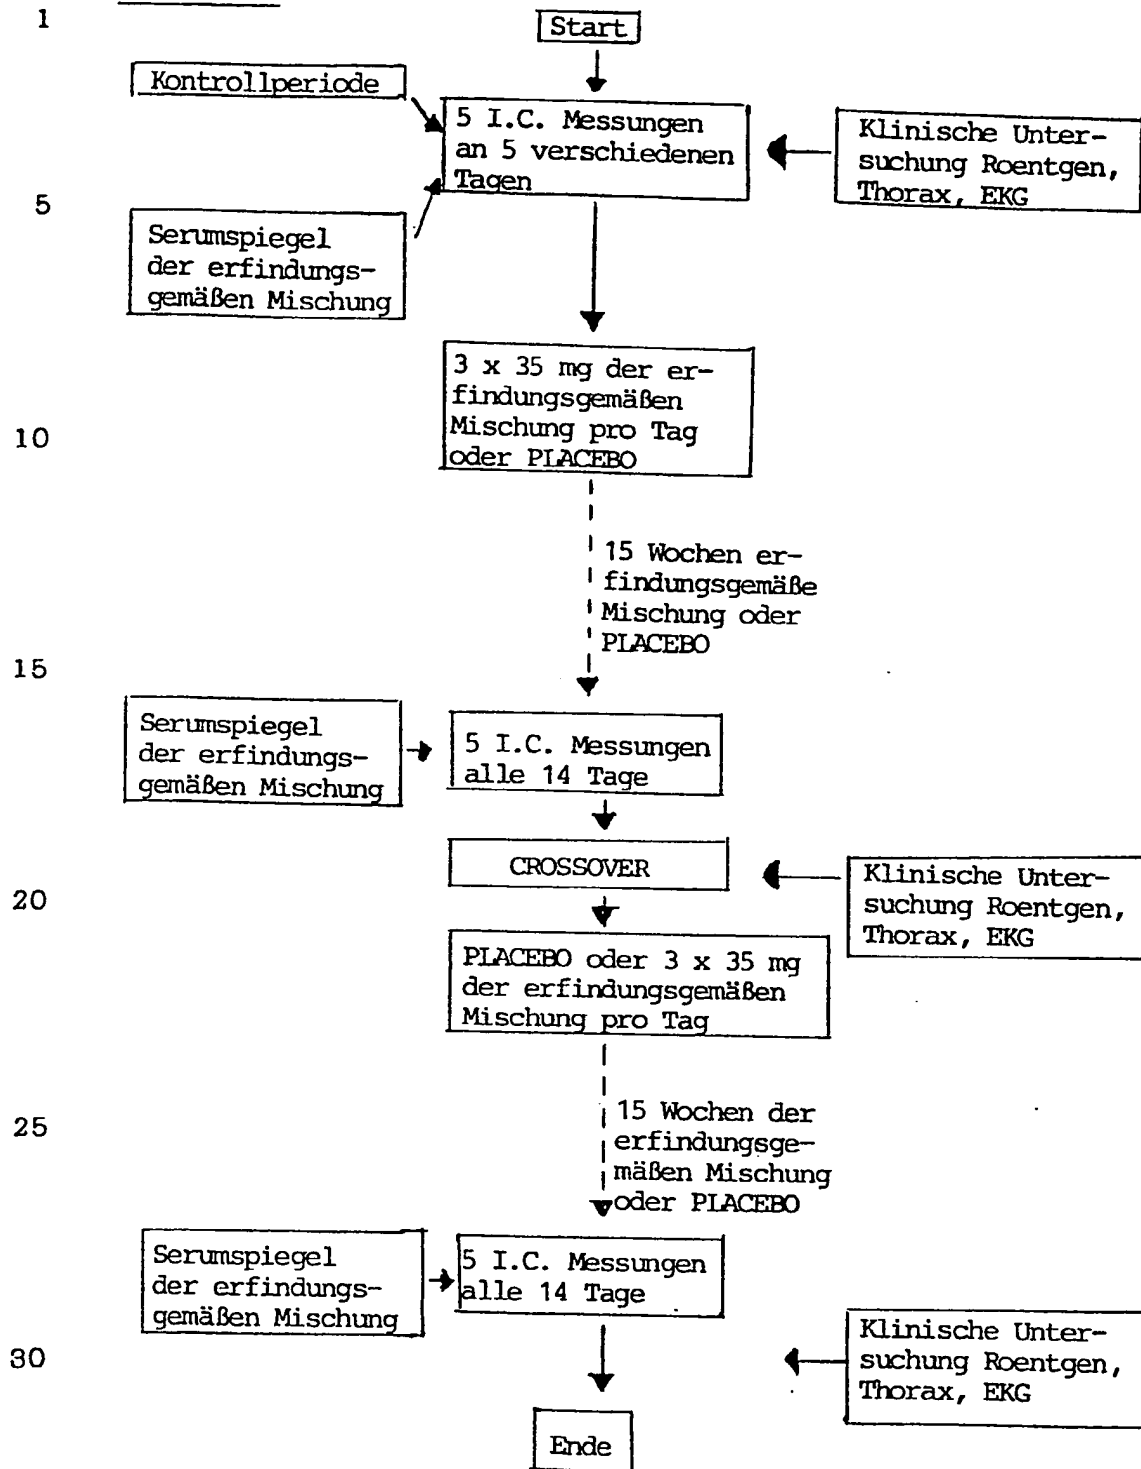 1
Start
Kontrollperiode
5 I.C. Messungen
an 5 verschiedenen
Tagen
Klinische Unter-
suchung Roentgen,
Thorax, EKG
5
Serumspiegel
der erfindungs-
gemäßen Mischung
3 x 35 mg der er-
findungsgemäßen
Mischung pro Tag
oder PLACEBO
10
15 Wochen er-
findungsgemäße
Mischung oder
PLACEBO
15
Serumspiegel
der erfindungs-
gemäßen Mischung
5 I.C. Messungen
alle 14 Tage
CROSSOVER
Klinische Unter-
suchung Roentgen,
Thorax, EKG
20
PLACEBO oder 3 x 35 mg
der erfindungsgemäßen
Mischung pro Tag
25
15 Wochen der
erfindungsge-
mäßen Mischung
oder PLACEBO
Serumspiegel
der erfindungs-
gemäßen Mischung
5 I.C. Messungen
alle 14 Tage
Klinische Unter-
suchung Roentgen,
Thorax, EKG
30
Ende